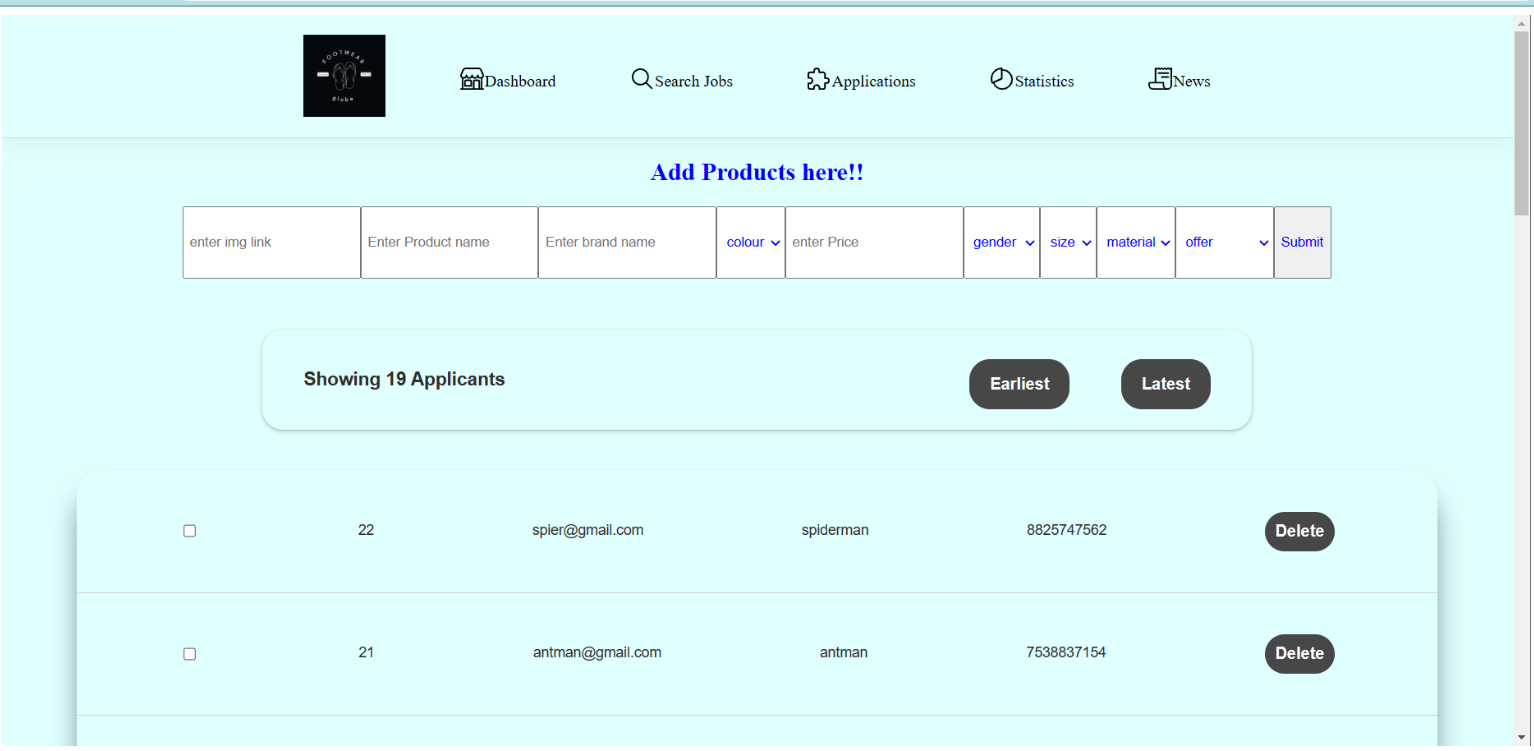 FOOTWEAR
Dashboard
Search Jobs
Applications
Statistics
News
Add Products here!!
enter img link
Enter Product name
Enter brand name
colour
enter Price
gender
size
material
offer
Submit
Showing 19 Applicants
Earliest
Latest
22 spier@gmail.com spiderman 8825747562 Delete
21 antman@gmail.com antman 7538837154 Delete